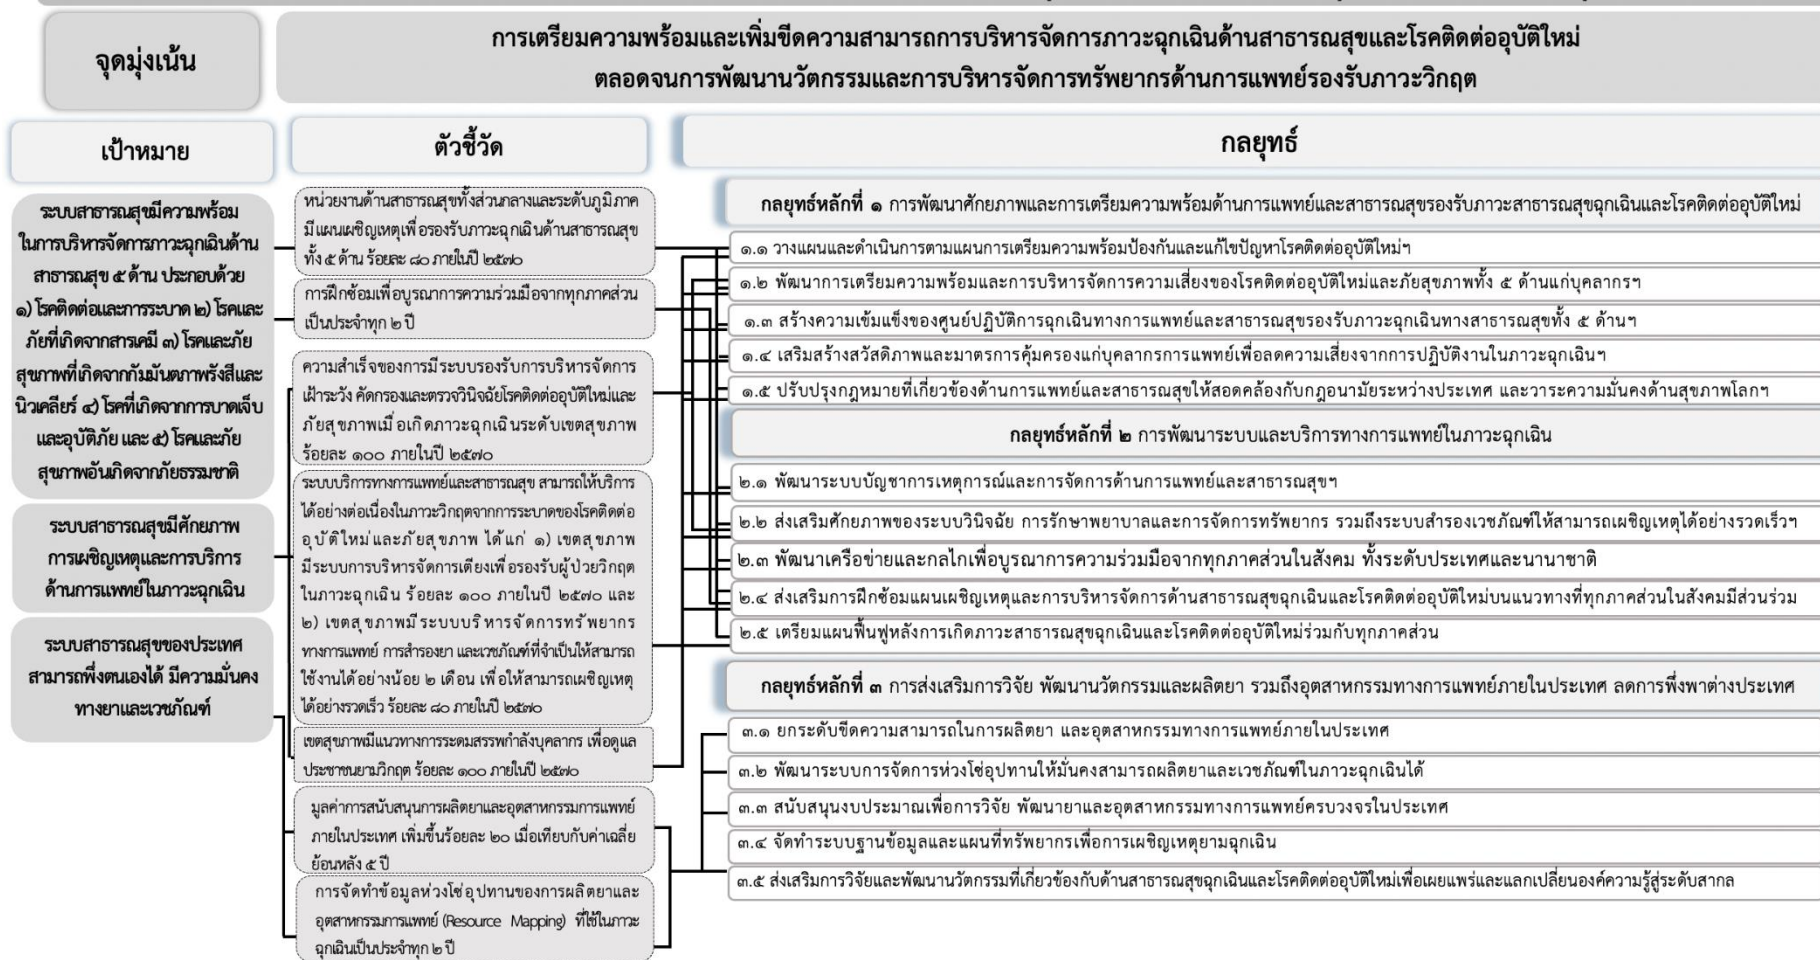 จุดมุ่งเน้น
การเตรียมความพร้อมและเพิ่มขีดความสามารถการบริหารจัดการภาวะฉุกเฉินด้านสาธารณสุขและโรคติดต่ออุบัติใหม่
ตลอดจนการพัฒนานวัตกรรมและการบริหารจัดการทรัพยากรด้านการแพทย์รองรับภาวะวิกฤต
เป้าหมาย
ระบบสาธารณสุขมีความพร้อม
ในการบริหารจัดการภาวะฉุกเฉินด้าน
สาธารณสุข ๕ ด้าน ประกอบด้วย
๑) โรคติดต่อและการระบาด ๒) โรคและ
ภัยที่เกิดจากสารเคมี ๓) โรคและภัย
สุขภาพที่เกิดจากกัมมันตภาพรังสีและ
นิวเคลียร์ ๔) โรคที่เกิดจากการบาดเจ็บ
และอุบัติภัย และ ๕) โรคและภัย
สุขภาพอันเกิดจากภัยธรรมชาติ
ระบบสาธารณสุขมีศักยภาพ
การเผชิญเหตุและการบริการ
ด้านการแพทย์ในภาวะฉุกเฉิน
ระบบสาธารณสุขของประเทศ
สามารถพึ่งตนเองได้ มีความมั่นคง
ทางยาและเวชภัณฑ์
ตัวชี้วัด
หน่วยงานด้านสาธารณสุขทั้งส่วนกลางและระดับภูมิภาค
มีแผนเผชิญเหตุเพื่อรองรับภาวะฉุกเฉินด้านสาธารณสุข
ทั้ง ๕ ด้าน ร้อยละ ๘๐ ภายในปี ๒๕๗๐
การฝึกซ้อมเพื่อบูรณาการความร่วมมือจากทุกภาคส่วน
เป็นประจำทุก ๒ ปี
ความสำเร็จของการมีระบบรองรับการบริหารจัดการ
เฝ้าระวัง คัดกรองและตรวจวินิจฉัยโรคติดต่ออุบัติใหม่และ
ภัยสุขภาพเมื่อเกิดภาวะฉุกเฉินระดับเขตสุขภาพ
ร้อยละ ๑๐๐ ภายในปี ๒๕๗๐
ระบบบริการทางการแพทย์และสาธารณสุข สามารถให้บริการ
ได้อย่างต่อเนื่องในภาวะวิกฤตจากการระบาดของโรคติดต่อ
อุบัติใหม่และภัยสุขภาพ ได้แก่ ๑) เขตสุขภาพ
มีระบบการบริหารจัดการเตียงเพื่อรองรับผู้ป่วยวิกฤต
ในภาวะฉุกเฉิน ร้อยละ ๑๐๐ ภายในปี ๒๕๗๐ และ
๒) เขตสุขภาพมีระบบบริหารจัดการทรัพยากร
ทางการแพทย์ การสำรองยา และเวชภัณฑ์ที่จำเป็นให้สามารถ
ใช้งานได้อย่างน้อย ๒ เดือน เพื่อให้สามารถเผชิญเหตุ
ได้อย่างรวดเร็ว ร้อยละ ๘๐ ภายในปี ๒๕๗๐
เขตสุขภาพมีแนวทางการระดมสรรพกำลังบุคลากร เพื่อดูแล
ประชาชนยามวิกฤต ร้อยละ ๑๐๐ ภายในปี ๒๕๗๐
มูลค่าการสนับสนุนการผลิตยาและอุตสาหกรรมการแพทย์
ภายในประเทศ เพิ่มขึ้นร้อยละ ๒๐ เมื่อเทียบกับค่าเฉลี่ย
ย้อนหลัง ๕ ปี
การจัดทำข้อมูลห่วงโซ่อุปทานของการผลิตยาและ
อุตสาหกรรมการแพทย์ (Resource Mapping) ที่ใช้ในภาวะ
ฉุกเฉินเป็นประจำทุก ๒ ปี
กลยุทธ์
กลยุทธ์หลักที่ ๑ การพัฒนาศักยภาพและการเตรียมความพร้อมด้านการแพทย์และสาธารณสุขรองรับภาวะสาธารณสุขฉุกเฉินและโรคติดต่ออุบัติใหม่
๑.๑ วางแผนและดำเนินการตามแผนการเตรียมความพร้อมป้องกันและแก้ไขปัญหาโรคติดต่ออุบัติใหม่ฯ
๑.๒ พัฒนาการเตรียมความพร้อมและการบริหารจัดการความเสี่ยงของโรคติดต่ออุบัติใหม่และภัยสุขภาพทั้ง ๕ ด้านแก่บุคลากรฯ
๑.๓ สร้างความเข้มแข็งของศูนย์ปฏิบัติการฉุกเฉินทางการแพทย์และสาธารณสุขรองรับภาวะฉุกเฉินทางสาธารณสุขทั้ง ๕ ด้านฯ
๑.๔ เสริมสร้างสวัสดิภาพและมาตรการคุ้มครองแก่บุคลากรการแพทย์เพื่อลดความเสี่ยงจากการปฏิบัติงานในภาวะฉุกเฉินฯ
๑.๕ ปรับปรุงกฎหมายที่เกี่ยวข้องด้านการแพทย์และสาธารณสุขให้สอดคล้องกับกฎอนามัยระหว่างประเทศ และวาระความมั่นคงด้านสุขภาพโลกฯ
กลยุทธ์หลักที่ ๒ การพัฒนาระบบและบริการทางการแพทย์ในภาวะฉุกเฉิน
๒.๑ พัฒนาระบบบัญชาการเหตุการณ์และการจัดการด้านการแพทย์และสาธารณสุขฯ
๒.๒ ส่งเสริมศักยภาพของระบบวินิจฉัย การรักษาพยาบาลและการจัดการทรัพยากร รวมถึงระบบสำรองเวชภัณฑ์ให้สามารถเผชิญเหตุได้อย่างรวดเร็วฯ
๒.๓ พัฒนาเครือข่ายและกลไกเพื่อบูรณาการความร่วมมือจากทุกภาคส่วนในสังคม ทั้งระดับประเทศและนานาชาติ
๒.๔ ส่งเสริมการฝึกซ้อมแผนเผชิญเหตุและการบริหารจัดการด้านสาธารณสุขฉุกเฉินและโรคติดต่ออุบัติใหม่บนแนวทางที่ทุกภาคส่วนในสังคมมีส่วนร่วม
๒.๕ เตรียมแผนฟื้นฟูหลังการเกิดภาวะสาธารณสุขฉุกเฉินและโรคติดต่ออุบัติใหม่ร่วมกับทุกภาคส่วน
กลยุทธ์หลักที่ ๓ การส่งเสริมการวิจัย พัฒนานวัตกรรมและผลิตยา รวมถึงอุตสาหกรรมทางการแพทย์ภายในประเทศ ลดการพึ่งพาต่างประเทศ
๓.๑ ยกระดับขีดความสามารถในการผลิตยา และอุตสาหกรรมทางการแพทย์ภายในประเทศ
๓.๒ พัฒนาระบบการจัดการห่วงโซ่อุปทานให้มั่นคงสามารถผลิตยาและเวชภัณฑ์ในภาวะฉุกเฉินได้
๓.๓ สนับสนุนงบประมาณเพื่อการวิจัย พัฒนายาและอุตสาหกรรมทางการแพทย์ครบวงจรในประเทศ
๓.๔ จัดทำระบบฐานข้อมูลและแผนที่ทรัพยากรเพื่อการเผชิญเหตุยามฉุกเฉิน
๓.๕ ส่งเสริมการวิจัยและพัฒนานวัตกรรมที่เกี่ยวข้องกับด้านสาธารณสุขฉุกเฉินและโรคติดต่ออุบัติใหม่เพื่อเผยแพร่และแลกเปลี่ยนองค์ความรู้สู่ระดับสากล